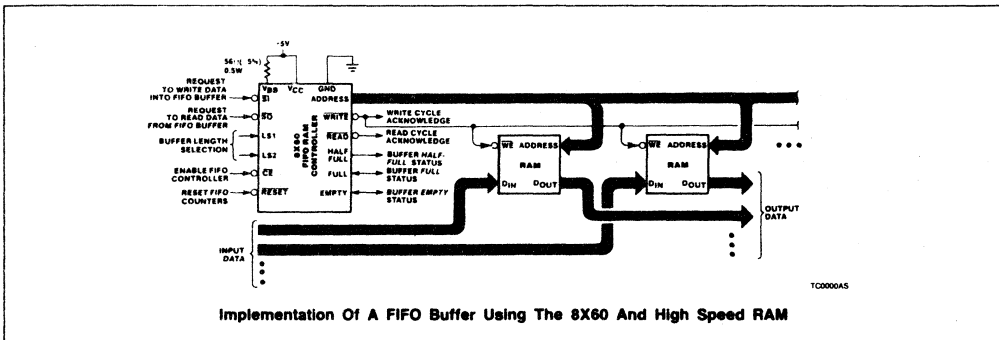 +5V
0.5W
VBB
VCC
GND
REQUEST
TO WRITE DATA
INTO FIFO BUFFER
SI
ADDRESS
REQUEST
TO READ DATA
FROM FIFO BUFFER
SO
WRITE
WRITE CYCLE
ACKNOWLEDGE
READ
READ CYCLE
ACKNOWLEDGE
BUFFER LENGTH
SELECTION
LS1
LS2
8X60
FIFO RAM
CONTROLLER
HALF
FULL
BUFFER HALF-
FULL STATUS
ENABLE FIFO
CONTROLLER
CE
FULL
BUFFER FULL
STATUS
RESET FIFO
COUNTERS
RESET
EMPTY
BUFFER EMPTY
STATUS
WE ADDRESS
RAM
DIN DOUT
WE ADDRESS
RAM
DIN DOUT
INPUT
DATA
OUTPUT
DATA
TC0000AS
Implementation Of A FIFO Buffer Using The 8X60 And High Speed RAM